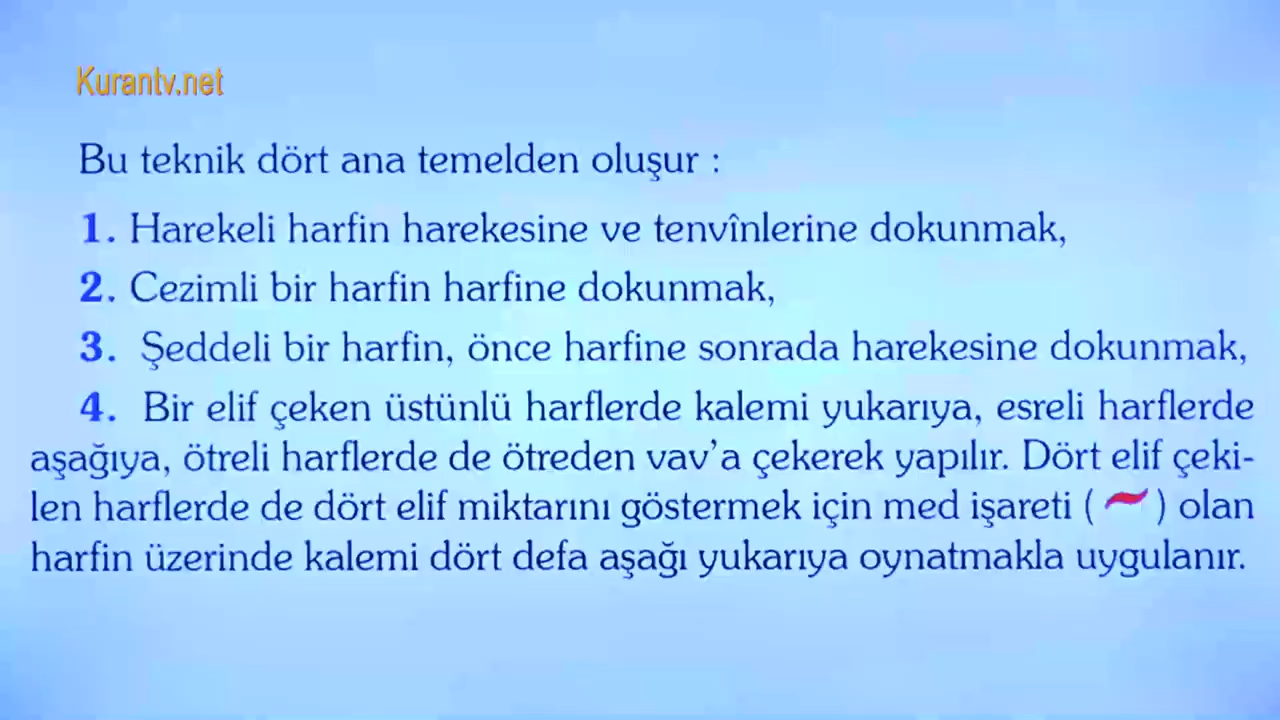 Kurantv.net
Bu teknik dört ana temelden oluşur :
1. Harekeli harfin harekesine ve tenvînlerine dokunmak,
2. Cezimli bir harfin harfine dokunmak,
3. Şeddeli bir harfin, önce harfine sonrada harekesine dokunmak,
4. Bir elif çeken üstünlü harflerde kalemi yukarıya, esreli harflerde
aşağıya, ötreli harflerde de ötreden vav’a çekerek yapılır. Dört elif çeki-
len harflerde de dört elif miktarını göstermek için med işareti ( ~ ) olan
harfin üzerinde kalemi dört defa aşağı yukarıya oynatmakla uygulanır.